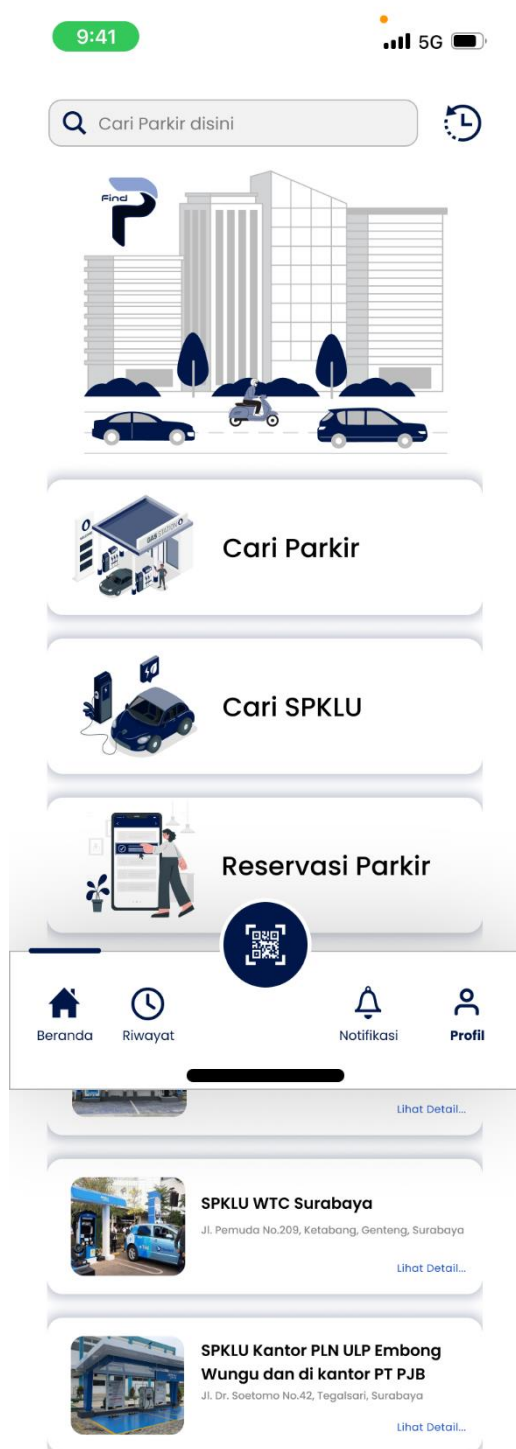 9:41
5G
Cari Parkir disini
Find
GAS STATION
Cari Parkir
Cari SPKLU
Reservasi Parkir
Beranda
Riwayat
Notifikasi
Profil
Lihat Detail...
SPKLU WTC Surabaya
Jl. Pemuda No.209, Ketabang, Genteng, Surabaya
Lihat Detail...
SPKLU Kantor PLN ULP Embong
Wungu dan di kantor PT PJB
Jl. Dr. Soetomo No.42, Tegalsari, Surabaya
Lihat Detail...